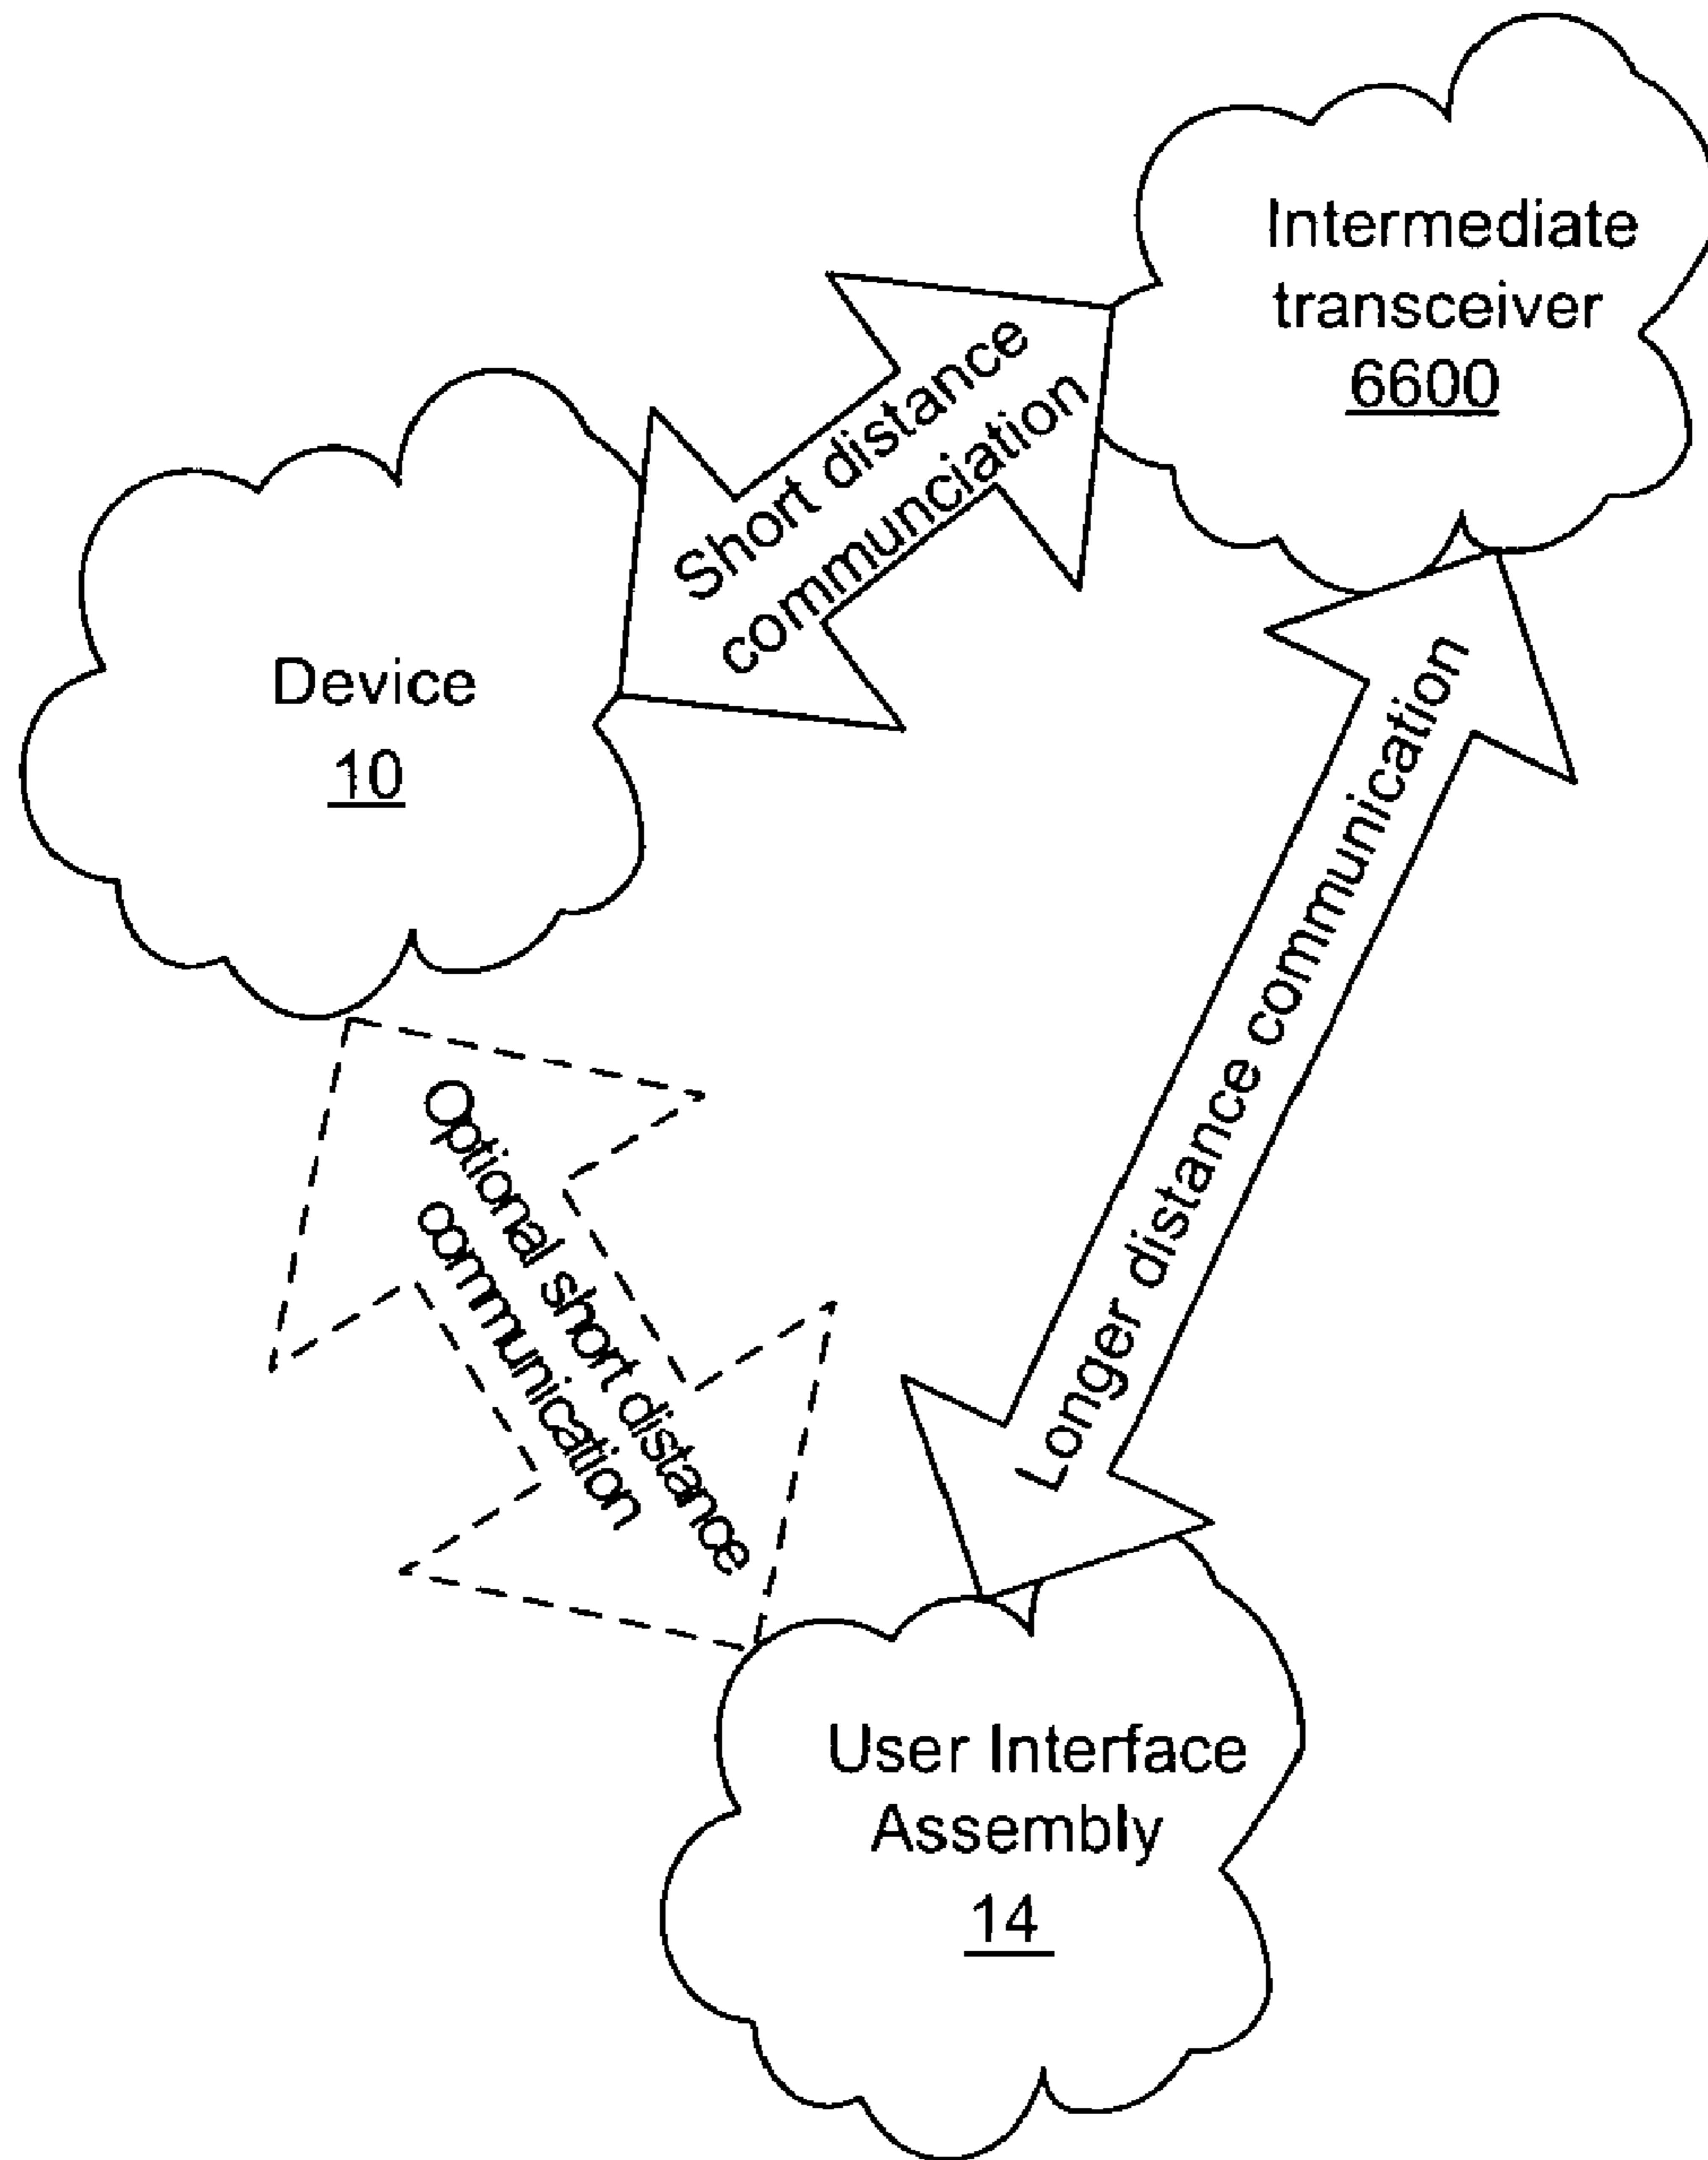 Intermediate
transceiver
6600
Short distance
communciation
Device
10
Longer distance communication
Optional short distance
communication
User Interface
Assembly
14